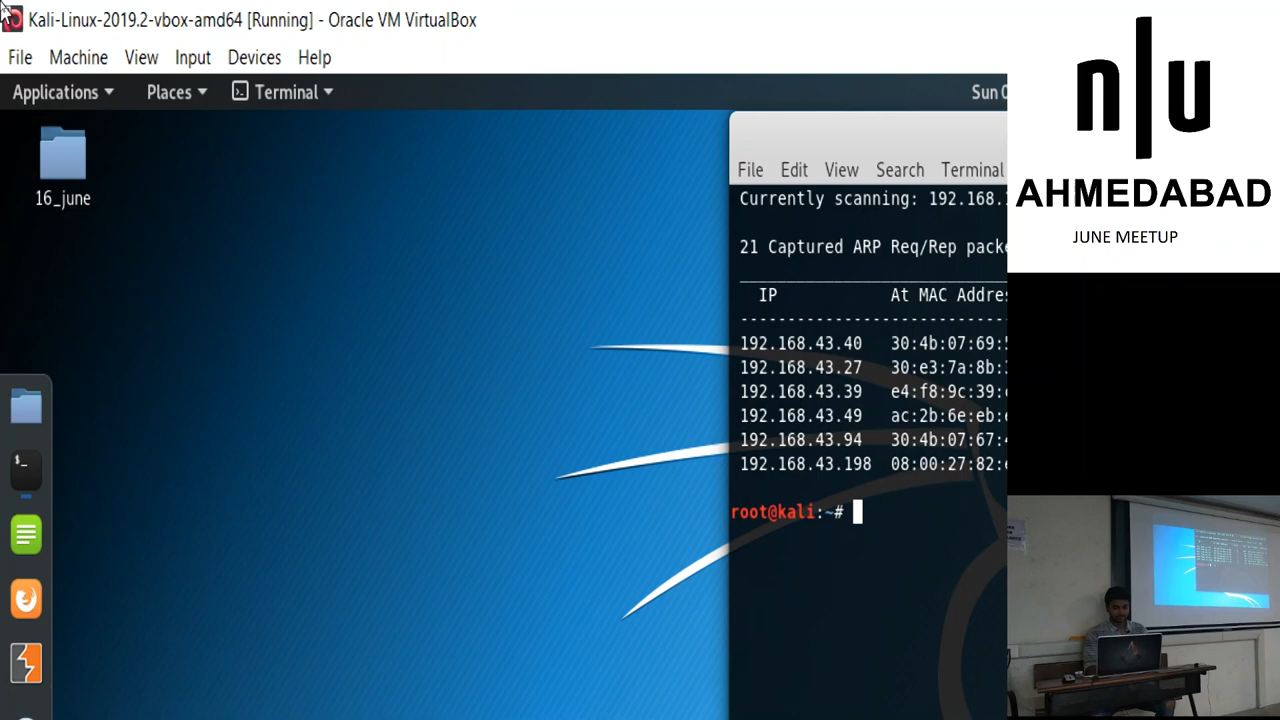 Kali-Linux-2019.2-vbox-amd64 [Running] - Oracle VM VirtualBox
File Machine View Input Devices Help
Applications Places Terminal Sun
16_june
File Edit View Search Terminal
Currently scanning: 192.168.
21 Captured ARP Req/Rep packe
IP At MAC Addres
192.168.43.40 30:4b:07:69:5
192.168.43.27 30:e3:7a:8b:
192.168.43.39 e4:f8:9c:39:
192.168.43.49 ac:2b:6e:eb:
192.168.43.94 30:4b:07:67:4
192.168.43.198 08:00:27:82:
root@kali:~#
n|u
AHMEDABAD
JUNE MEETUP